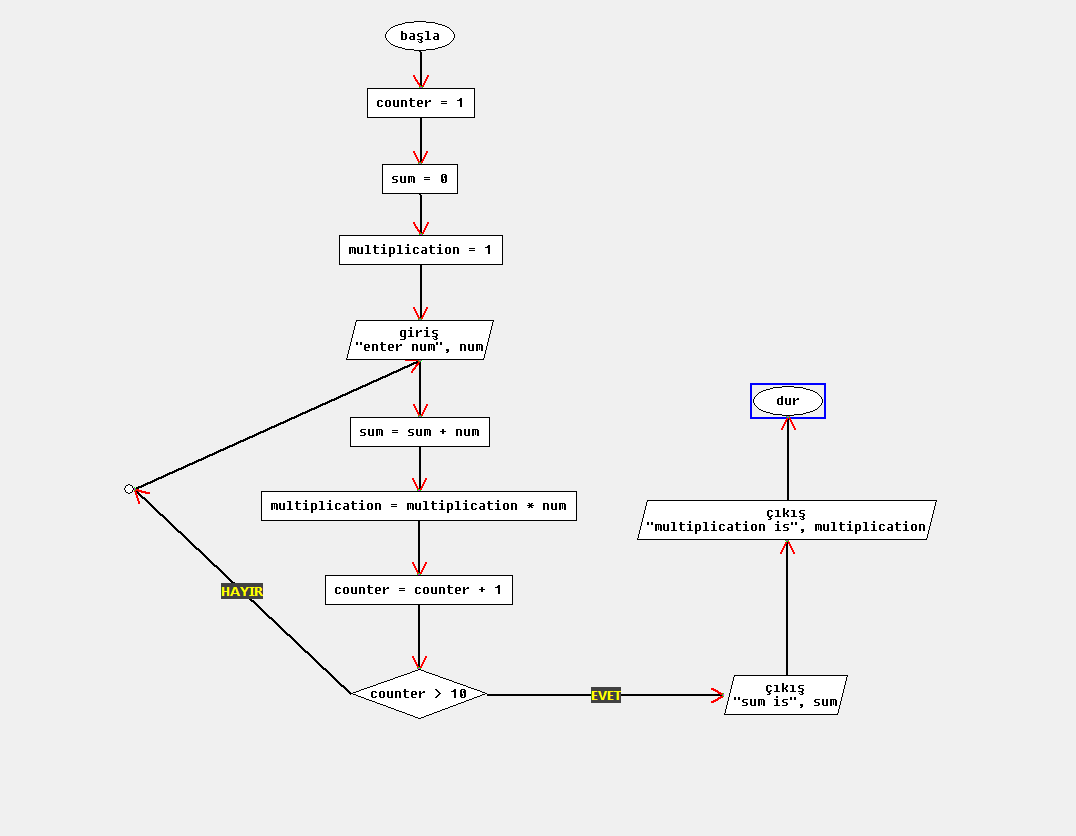 başla
counter = 1
sum = 0
multiplication = 1
giriş
"enter num", num
sum = sum + num
multiplication = multiplication * num
counter = counter + 1
HAYIR
counter > 10
EVET
çıkış
"sum is", sum
çıkış
"multiplication is", multiplication
dur